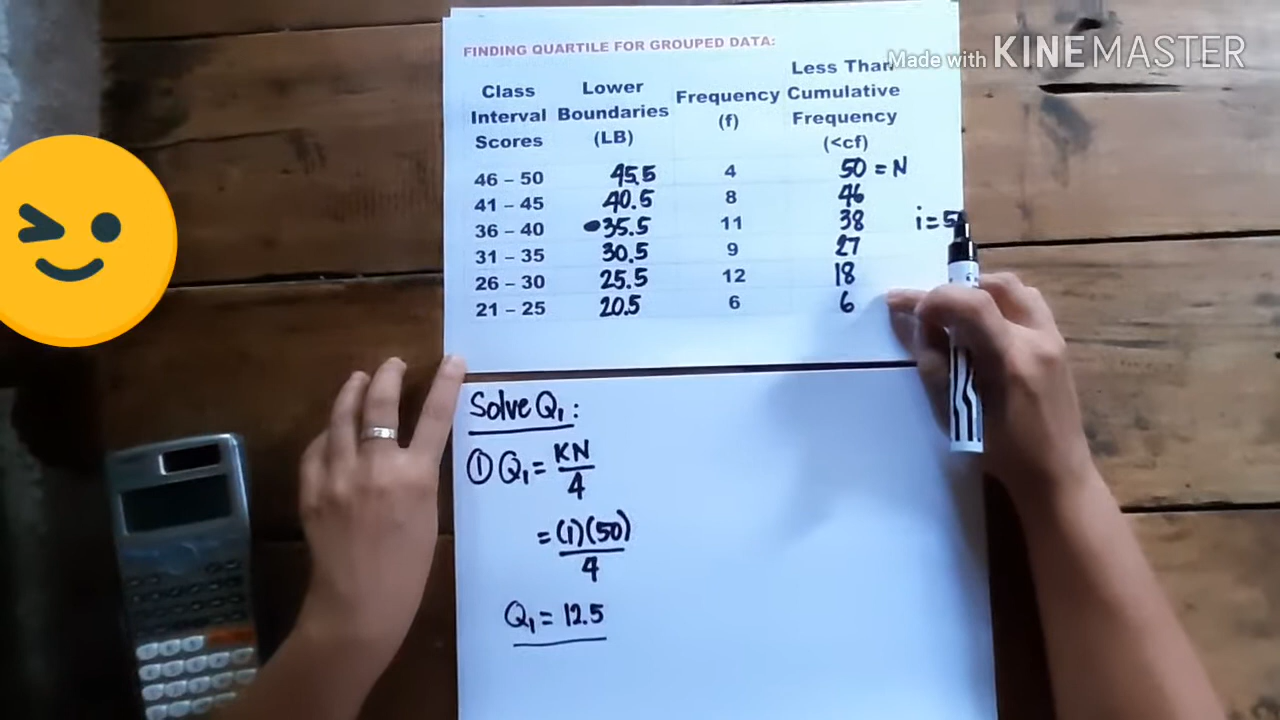 Made with KINEMASTER
FINDING QUARTILE FOR GROUPED DATA:
Class Interval Scores | Lower Boundaries (LB) | Frequency (f) | Less Than Cumulative Frequency (<cf)
46 – 50 45.5 4 50 = N
41 – 45 40.5 8 46
36 – 40 35.5 11 38 i = 5
31 – 35 30.5 9 27
26 – 30 25.5 12 18
21 – 25 20.5 6 6
Solve Q₁:
① Q₁ = KN/4
= (1)(50)/4
Q₁ = 12.5